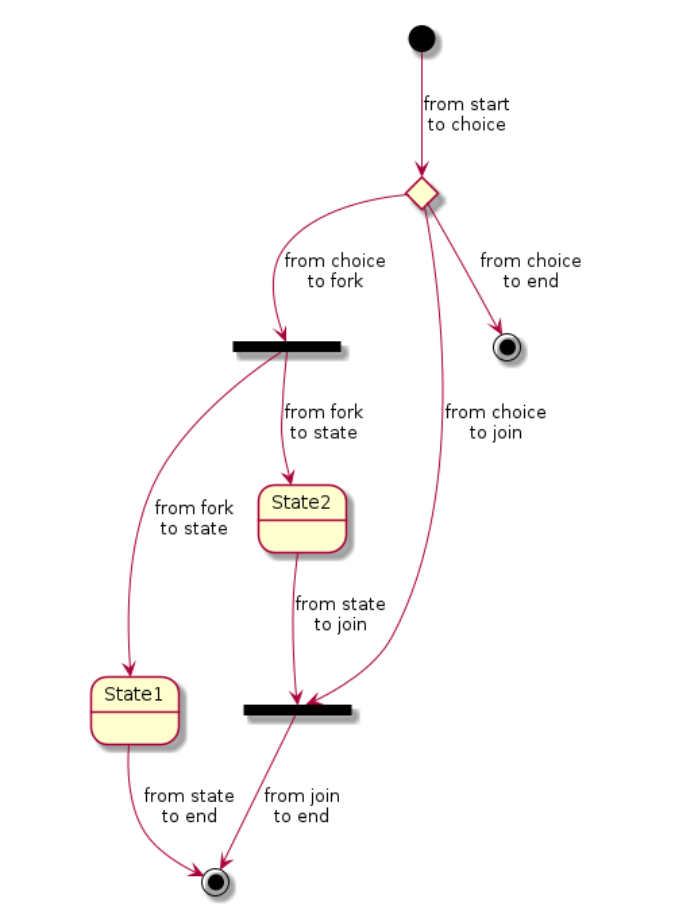 from start
to choice
from choice
to fork
from choice
to end
from fork
to state
from choice
to join
State2
from fork
to state
from state
to join
State1
from state
to end
from join
to end